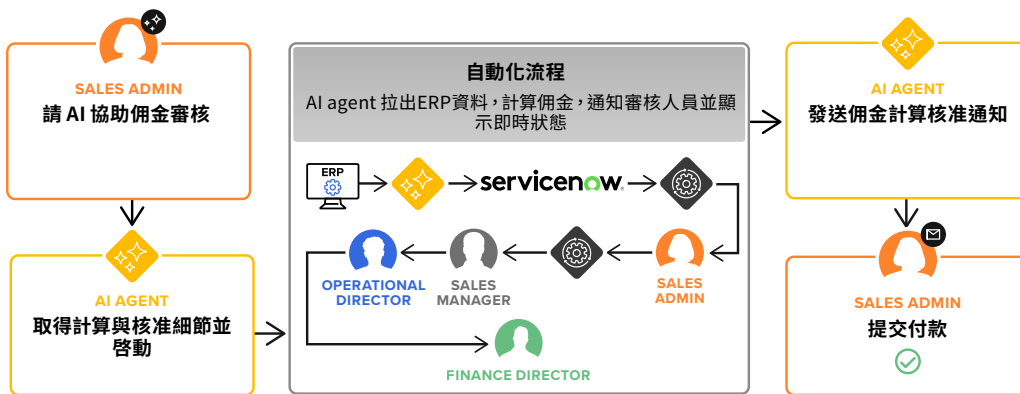 SALES ADMIN
請 AI 協助佣金審核
AI AGENT
取得計算與核准細節並
啓動
自動化流程
AI agent 拉出ERP資料，計算佣金，通知審核人員並顯
示即時狀態
ERP
servicenow.
SALES
ADMIN
SALES
MANAGER
OPERATIONAL
DIRECTOR
FINANCE DIRECTOR
AI AGENT
發送佣金計算核准通知
SALES ADMIN
提交付款